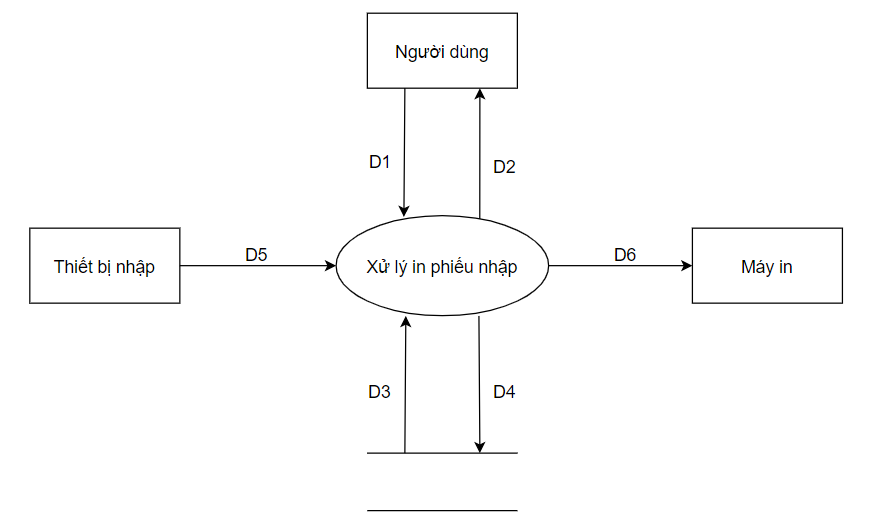 Người dùng
D1
D2
Thiết bị nhập
D5
Xử lý in phiếu nhập
D6
Máy in
D3
D4